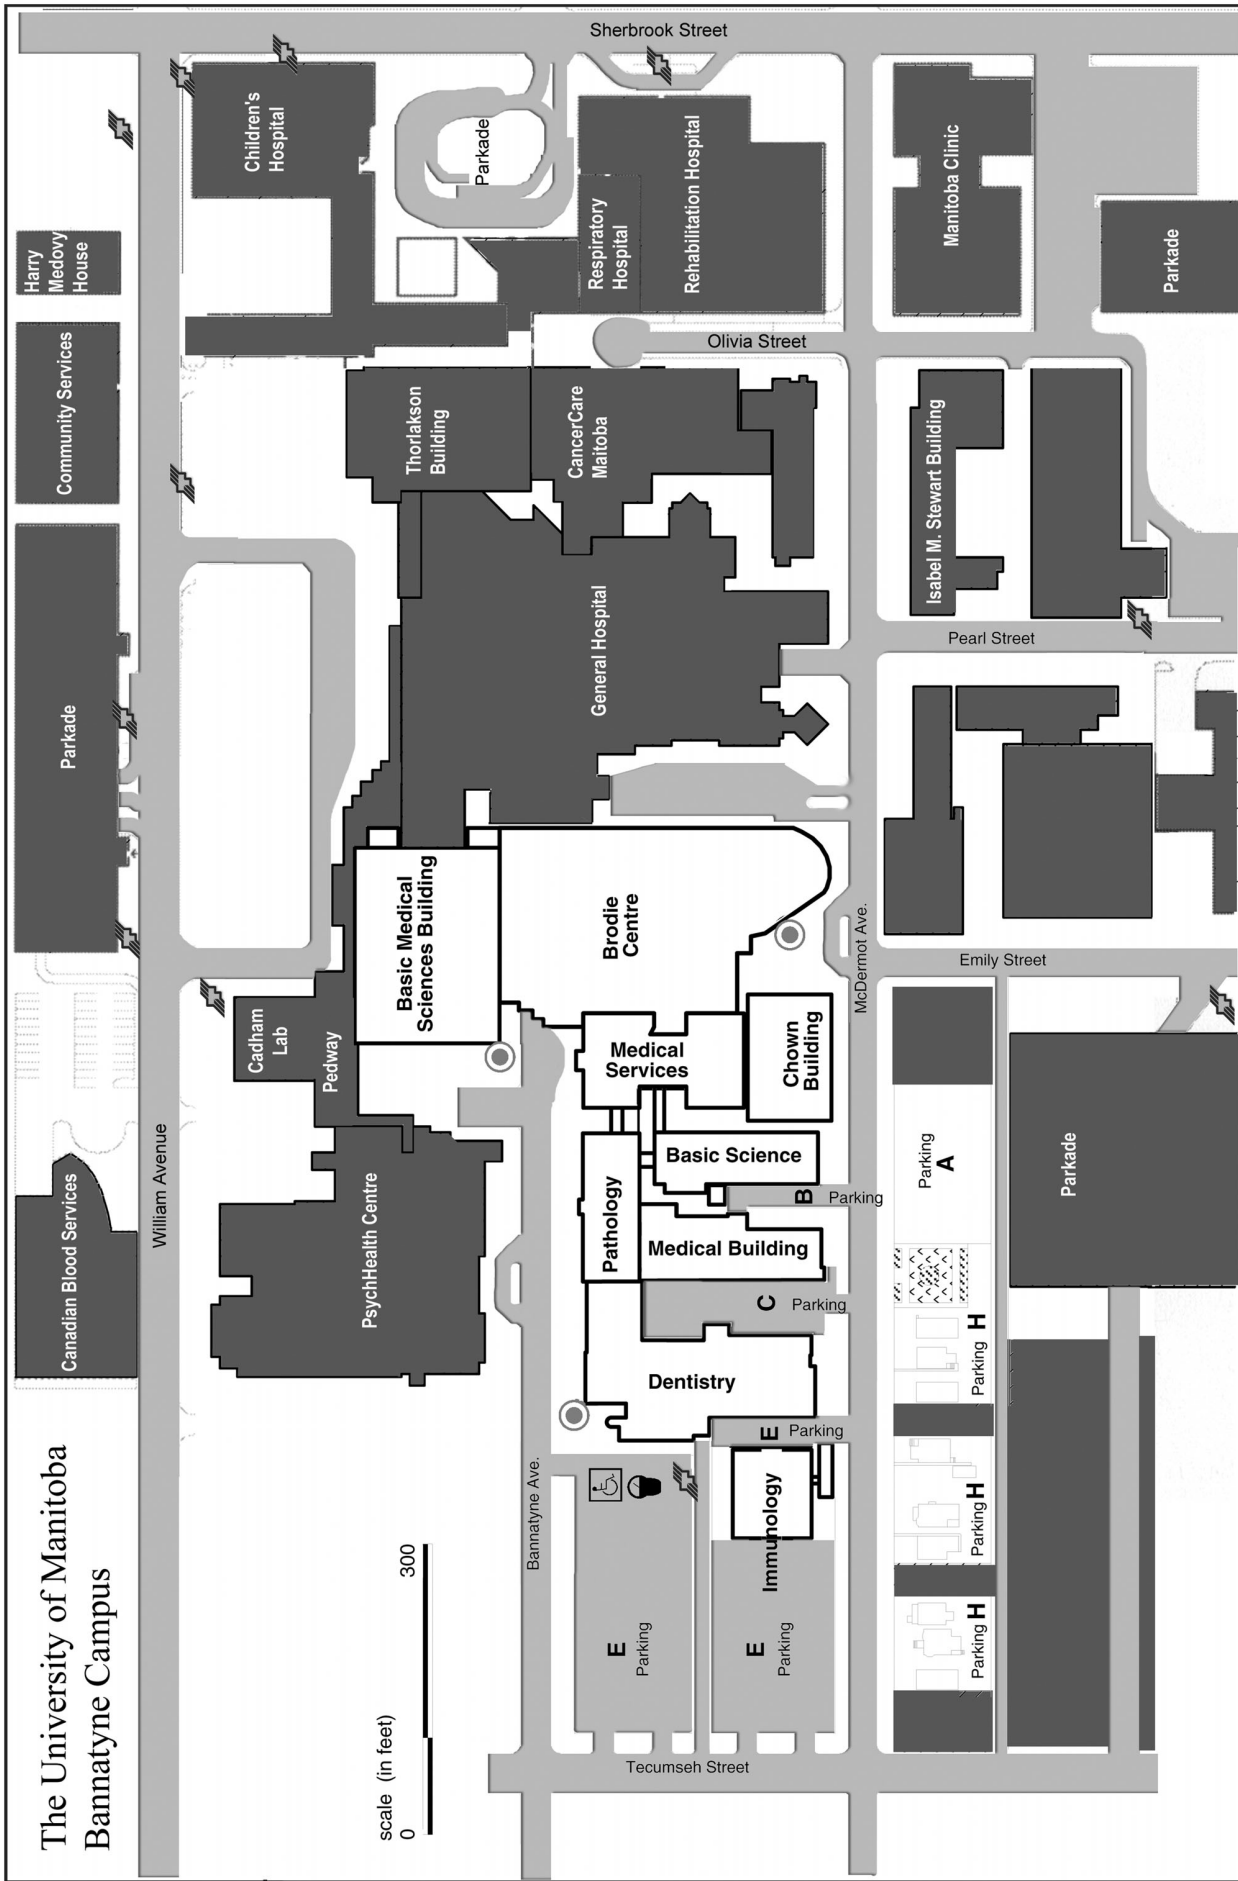 The University of Manitoba
Bannatyne Campus
scale (in feet)
0
300
Sherbrook Street
Children's
Hospital
Parkade
Respiratory
Hospital
Rehabilitation Hospital
Manitoba Clinic
Parkade
Harry
Medovy
House
Community Services
Olivia Street
Thorlakson
Building
CancerCare
Maitoba
Isabel M. Stewart Building
General Hospital
Pearl Street
Parkade
Basic Medical
Sciences Building
Brodie
Centre
McDermot Ave.
Emily Street
Cadham
Lab
Pedway
Medical
Services
Chown
Building
William Avenue
Canadian Blood Services
PsychHealth Centre
Pathology
Basic Science
B
Parking
Parking
A
Parkade
Medical Building
C
Parking
Dentistry
E
Parking
Parking H
Parking H
Parking H
Bannatyne Ave.
Immunology
E
Parking
E
Parking
Tecumseh Street